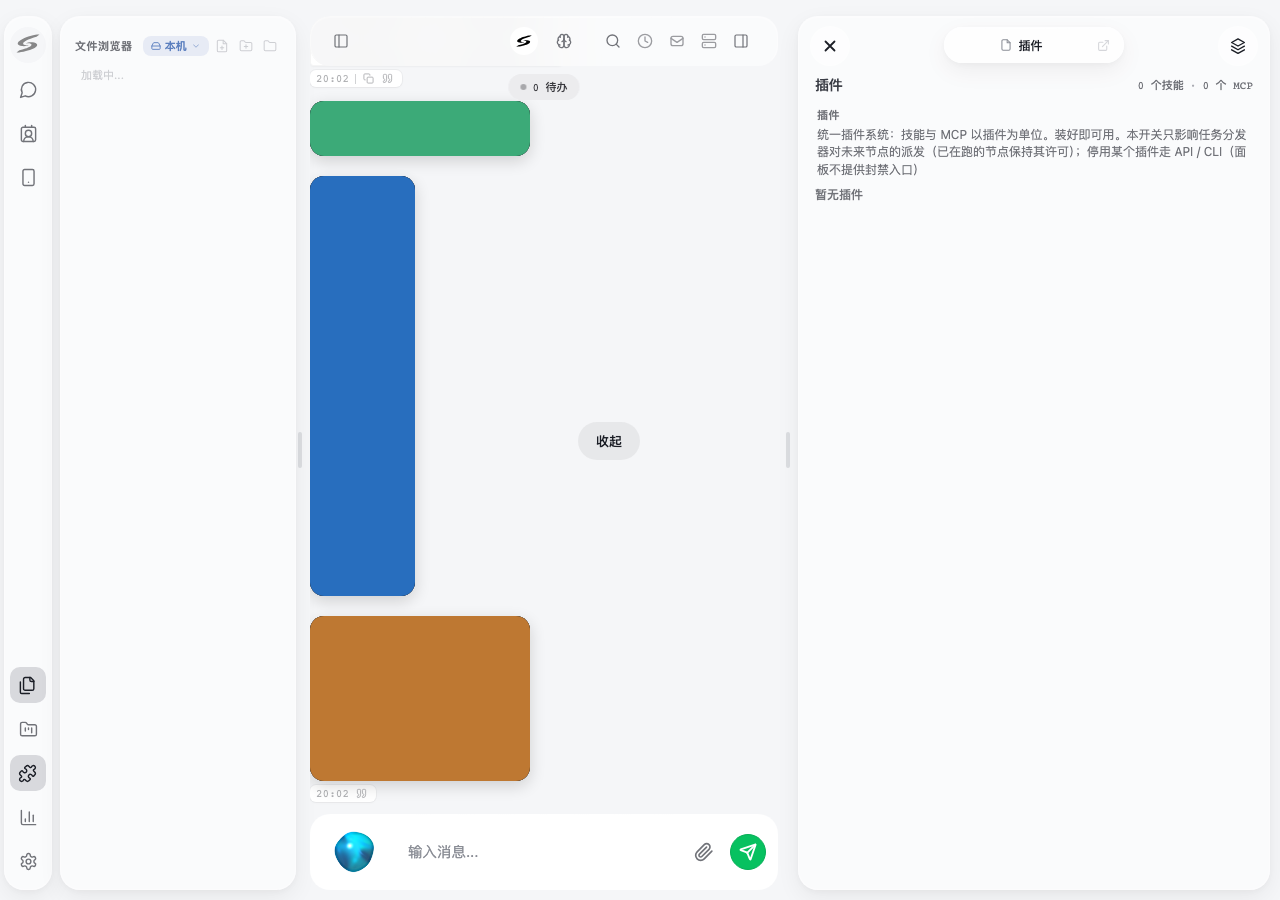 文件浏览器
本机
加载中...
20:02
0 待办
收起
20:02
输入消息...
插件
插件
0 个技能 · 0 个 MCP
插件
统一插件系统：技能与 MCP 以插件为单位。装好即可用。本开关只影响任务分发
器对未来节点的派发（已在跑的节点保持其许可）；停用某个插件走 API / CLI（面
板不提供封禁入口）
暂无插件